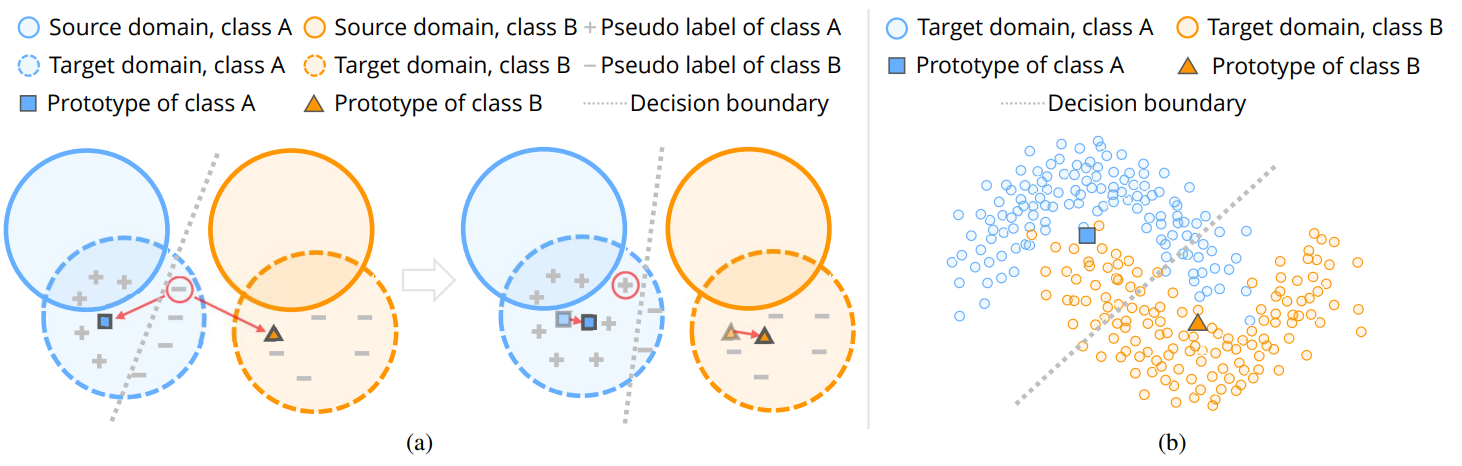 Source domain, class A Source domain, class B Pseudo label of class A
Target domain, class A Target domain, class B Pseudo label of class B
Prototype of class A Prototype of class B Decision boundary
(a)
Target domain, class A Target domain, class B
Prototype of class A Prototype of class B
Decision boundary
(b)